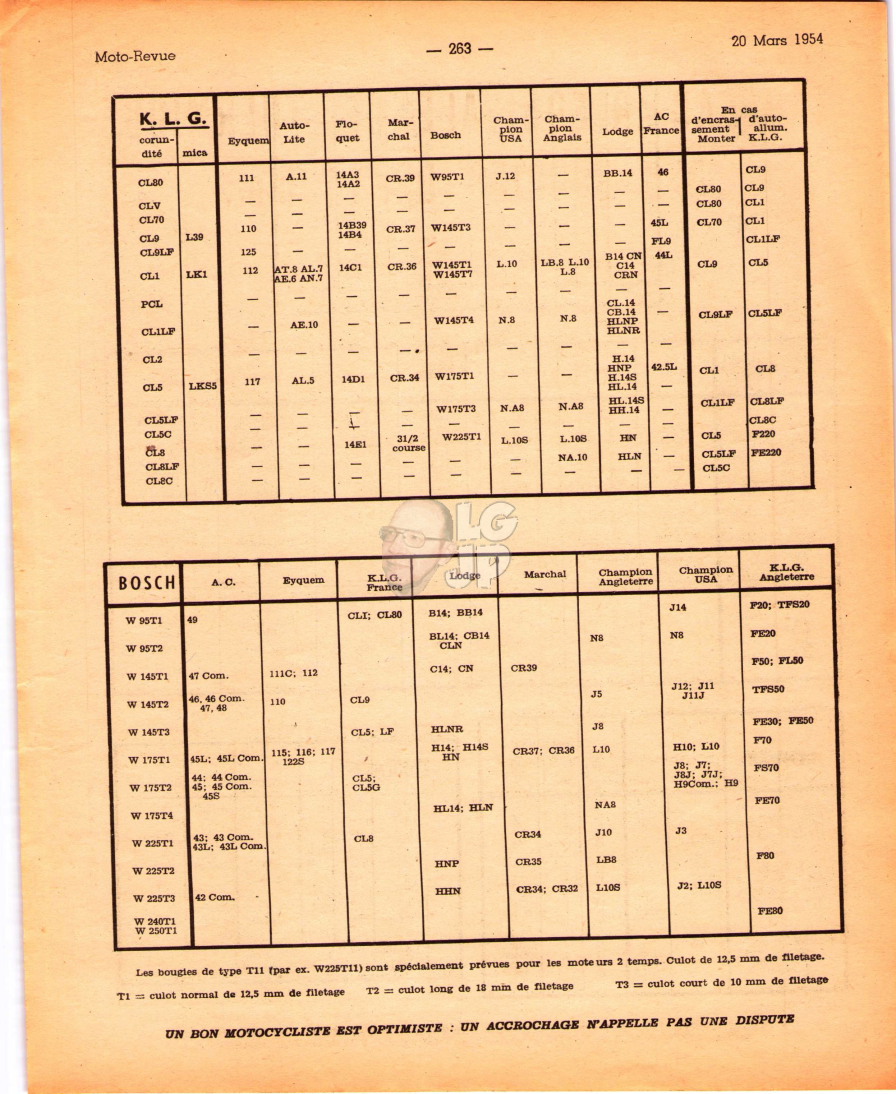 Moto-Revue — 263 — 20 Mars 1954
K. L. G. Eyquem Auto-Lite Flo-quet Mar-chal Bosch Cham-pion USA Cham-pion Anglais Lodge AC France En cas d'encras-sement Monter d'auto-allum. K.L.G.
corun-dité mica
CL80 111 A.11 14A3 14A2 CR.39 W95T1 J.12 — BB.14 46 CL9
CLV — — — — — — — — — CL80 CL9
CL70 — — — — — — — — — CL80 CL1
CL9 L39 110 — 14B39 14B4 CR.37 W145T3 — — — 45L CL70 CL1
CL9LF 125 — — — — — — — FL9 CL1LF
CL1 LK1 112 AT.8 AL.7 AE.6 AN.7 14C1 CR.36 W145T1 W145T7 L.10 LB.8 L.10 L.8 B14 CN C14 CRN 44L CL9 CL5
PCL — — — — — — — — —
CL1LF — AE.10 — — W145T4 N.8 N.8 CL.14 CB.14 HLNP HLNR — CL9LF CL5LF
CL2 — — — — — — — — —
CL5 LKS5 117 AL.5 14D1 CR.34 W175T1 — — H.14 HNP H.14S HL.14 42.5L CL1 CL8
CL5LF — — — — W175T3 N.A8 N.A8 HL.14S HH.14 — CL1LF CL8LF
CL5C — — — — — — — — — CL8C
CL8 — — 14E1 31/2 course W225T1 L.10S L.10S HN — CL5 F220
CL8LF — — — — — — NA.10 HLN — CL5LF FE220
CL8C — — — — — — — — — CL5C
LG
JP
BOSCH A. C. Eyquem K.L.G. France Lodge Marchal Champion Angleterre Champion USA K.L.G. Angleterre
W 95T1 49 CLI; CL80 B14; BB14 J14 F20; TFS20
W 95T2 BL14; CB14 CLN N8 N8 FE20
W 145T1 47 Com. 111C; 112 C14; CN CR39 F50; FL50
W 145T2 46, 46 Com. 47, 48 110 CL9 J5 J12; J11 J11J TFS50
W 145T3 CL5; LF HLNR J8 FE30; FE50
W 175T1 45L; 45L Com. 115; 116; 117 122S H14; H14S HN CR37; CR36 L10 H10; L10 F70
W 175T2 44; 44 Com. 45; 45 Com. 45S CL5; CL5G J8; J7; J8J; J7J; H9Com.; H9 FS70
W 175T4 HL14; HLN NA8 FE70
W 225T1 43; 43 Com. 43L; 43L Com. CL8 CR34 J10 J3
W 225T2 HNP CR35 LB8 F80
W 225T3 42 Com. HHN CR34; CR32 L10S J2; L10S
W 240T1 FE80
W 250T1
Les bougies de type T11 (par ex. W225T11) sont spécialement prévues pour les moteurs 2 temps. Culot de 12,5 mm de filetage.
T1 = culot normal de 12,5 mm de filetage T2 = culot long de 18 mm de filetage T3 = culot court de 10 mm de filetage
UN BON MOTOCYCLISTE EST OPTIMISTE : UN ACCROCHAGE N'APPELLE PAS UNE DISPUTE